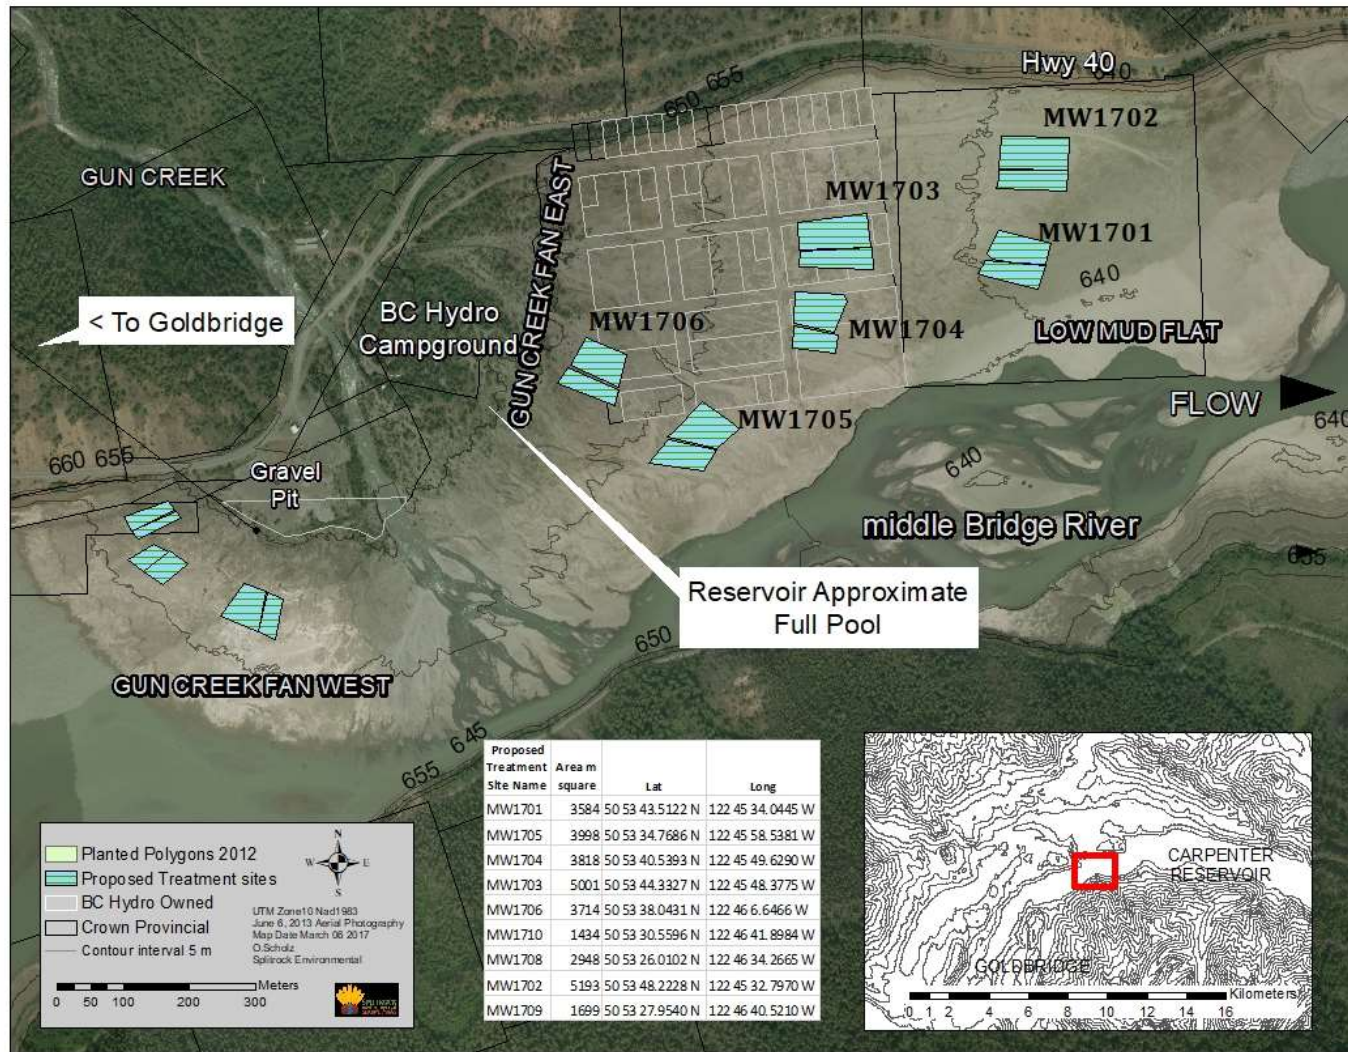 Hwy 40
640
655
650
MW1702
GUN CREEK
MW1703
MW1701
640
GUN CREEK FAN EAST
< To Goldbridge
BC Hydro
Campground
MW1706
MW1704
LOW MUD FLAT
FLOW
MW1705
640
660 655
640
Gravel
Pit
middle Bridge River
655
Reservoir Approximate
Full Pool
650
GUN CREEK FAN WEST
645
655
Proposed
Treatment
Site Name
Area m
square
Lat
Long
MW1701 3584 50 53 43.5122 N 122 45 34.0445 W
MW1705 3998 50 53 34.7686 N 122 45 58.5381 W
MW1704 3818 50 53 40.5393 N 122 45 49.6290 W
MW1703 5001 50 53 44.3327 N 122 45 48.3775 W
MW1706 3714 50 53 38.0431 N 122 46 6.6466 W
MW1710 1434 50 53 30.5596 N 122 46 41.8984 W
MW1708 2948 50 53 26.0102 N 122 46 34.2665 W
MW1702 5193 50 53 48.2228 N 122 45 32.7970 W
MW1709 1699 50 53 27.9540 N 122 46 40.5210 W
Planted Polygons 2012
Proposed Treatment sites
BC Hydro Owned
Crown Provincial
Contour interval 5 m
N
W E
S
UTM Zone10 Nad1983
June 6, 2013 Aerial Photography
Map Date March 06 2017
O.Scholz
Splitrock Environmental
Meters
0 50 100 200 300
CARPENTER
RESERVOIR
GOLDBRIDGE
Kilometers
0 1 2 4 6 8 10 12 14 16